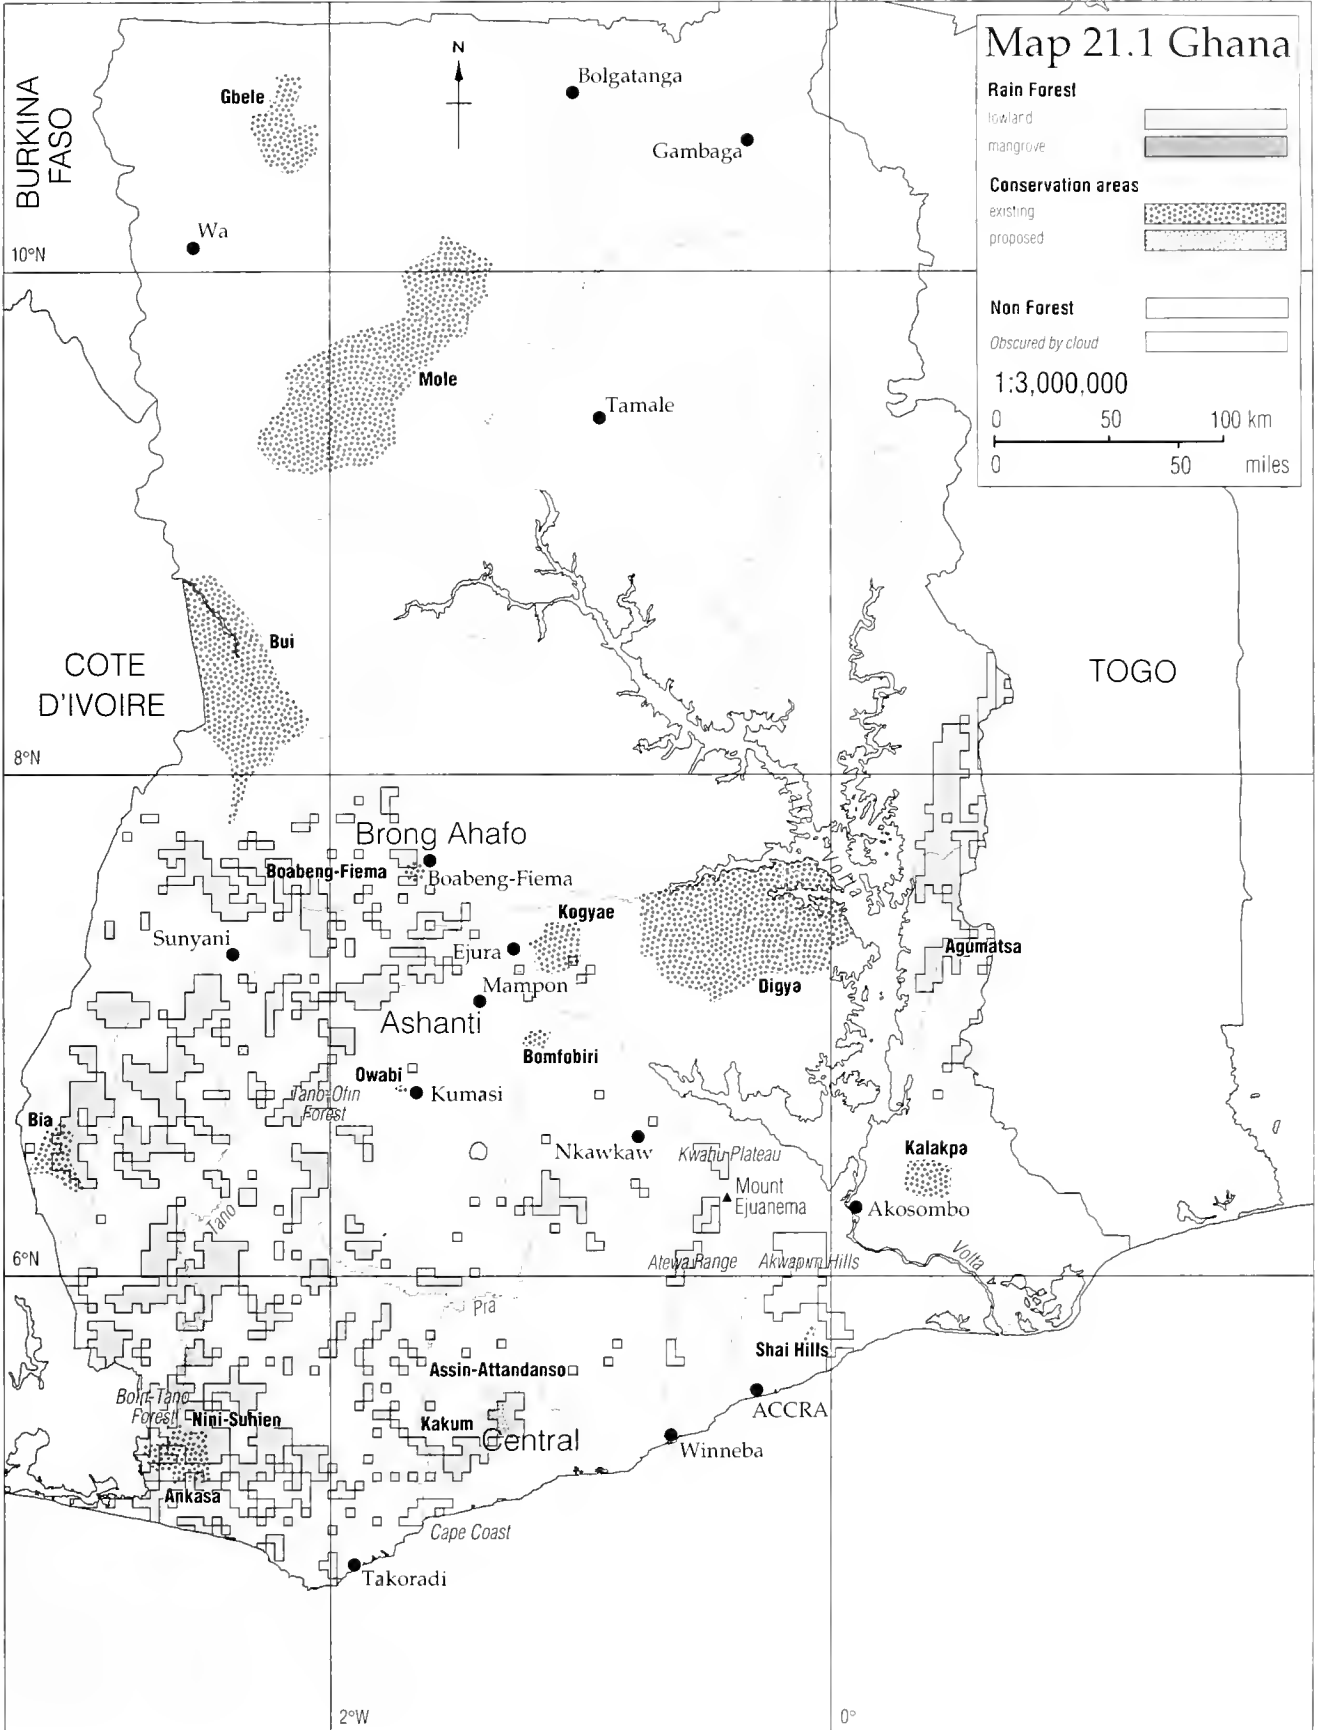 Map 21.1 Ghana
Rain Forest
lowland
mangrove
Conservation areas
existing
proposed
Non Forest
Obscured by cloud
1:3,000,000
0 50 100 km
0 50 miles
N
BURKINA
FASO
Gbele
Bolgatanga
Gambaga
Wa
10°N
Mole
Tamale
Bui
COTE
D'IVOIRE
TOGO
8°N
Brong Ahafo
Boabeng-Fiema
Boabeng-Fiema
Kogyae
Sunyani
Ejura
Agumatsa
Mampon
Digya
Ashanti
Bomfobiri
Owabi
Tano-Ofin
Forest
Kumasi
Bia
Nkawkaw
Kwahu Plateau
Kalakpa
Mount
Ejuanema
Akosombo
Tano
6°N
Atewa Range
Akwapim Hills
Volta
Pra
Shai Hills
Assin-Attandanso
Boin-Tano
Forest
Nini-Suhien
Kakum
Central
ACCRA
Winneba
Ankasa
Cape Coast
Takoradi
2°W
0°